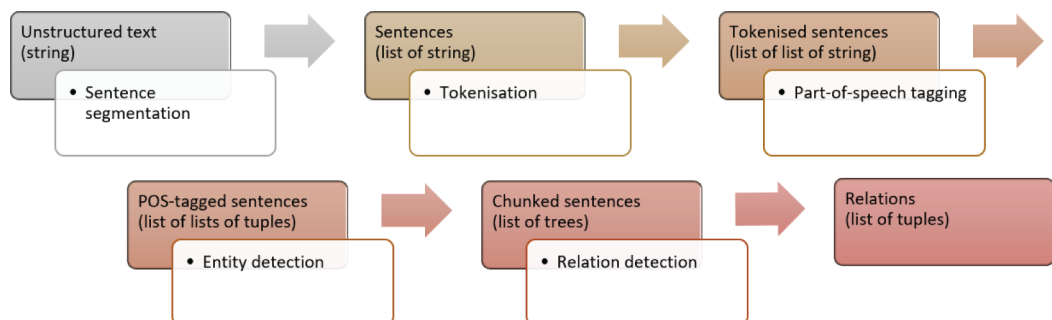 Unstructured text
(string)
• Sentence
segmentation
Sentences
(list of string)
• Tokenisation
Tokenised sentences
(list of list of string)
• Part-of-speech tagging
POS-tagged sentences
(list of lists of tuples)
• Entity detection
Chunked sentences
(list of trees)
• Relation detection
Relations
(list of tuples)